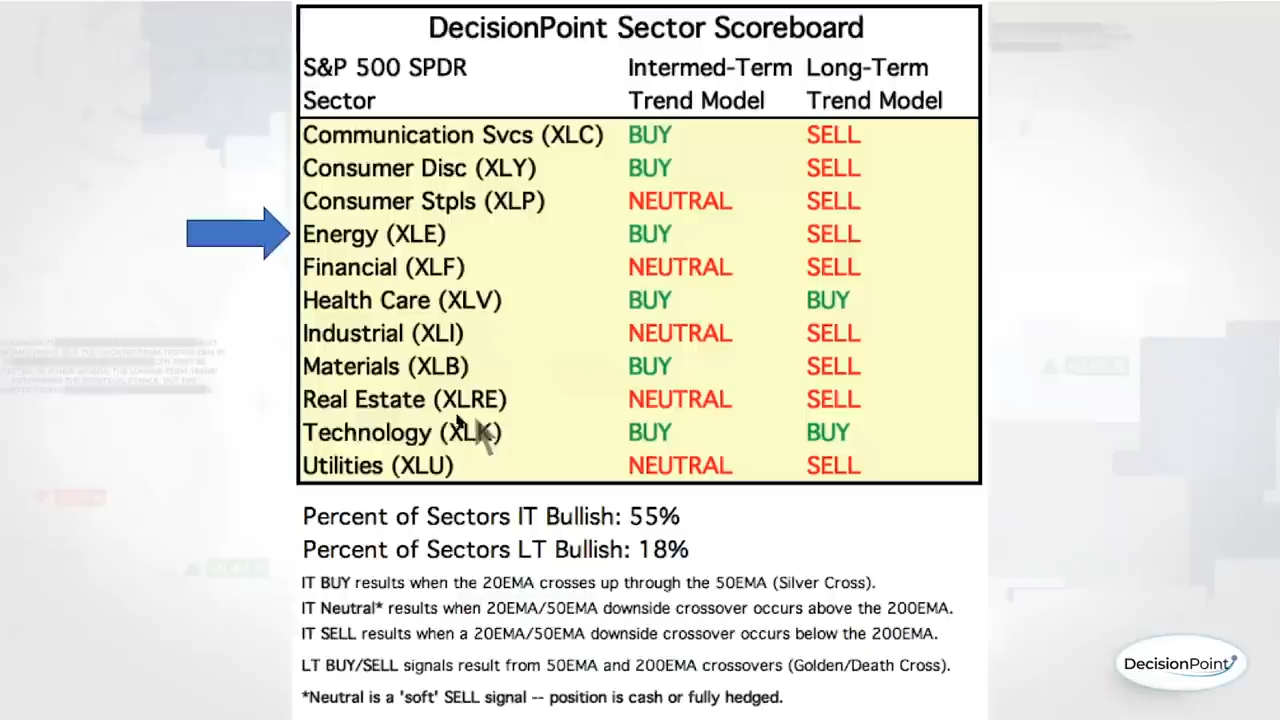 DecisionPoint Sector Scoreboard
S&P 500 SPDR Intermed-Term Long-Term
Sector Trend Model Trend Model
Communication Svcs (XLC) BUY SELL
Consumer Disc (XLY) BUY SELL
Consumer Stpls (XLP) NEUTRAL SELL
Energy (XLE) BUY SELL
Financial (XLF) NEUTRAL SELL
Health Care (XLV) BUY BUY
Industrial (XLI) NEUTRAL SELL
Materials (XLB) BUY SELL
Real Estate (XLRE) NEUTRAL SELL
Technology (XLK) BUY BUY
Utilities (XLU) NEUTRAL SELL
Percent of Sectors IT Bullish: 55%
Percent of Sectors LT Bullish: 18%
IT BUY results when the 20EMA crosses up through the 50EMA (Silver Cross).
IT Neutral* results when 20EMA/50EMA downside crossover occurs above the 200EMA.
IT SELL results when a 20EMA/50EMA downside crossover occurs below the 200EMA.
LT BUY/SELL signals result from 50EMA and 200EMA crossovers (Golden/Death Cross).
*Neutral is a 'soft' SELL signal -- position is cash or fully hedged.
DecisionPoint